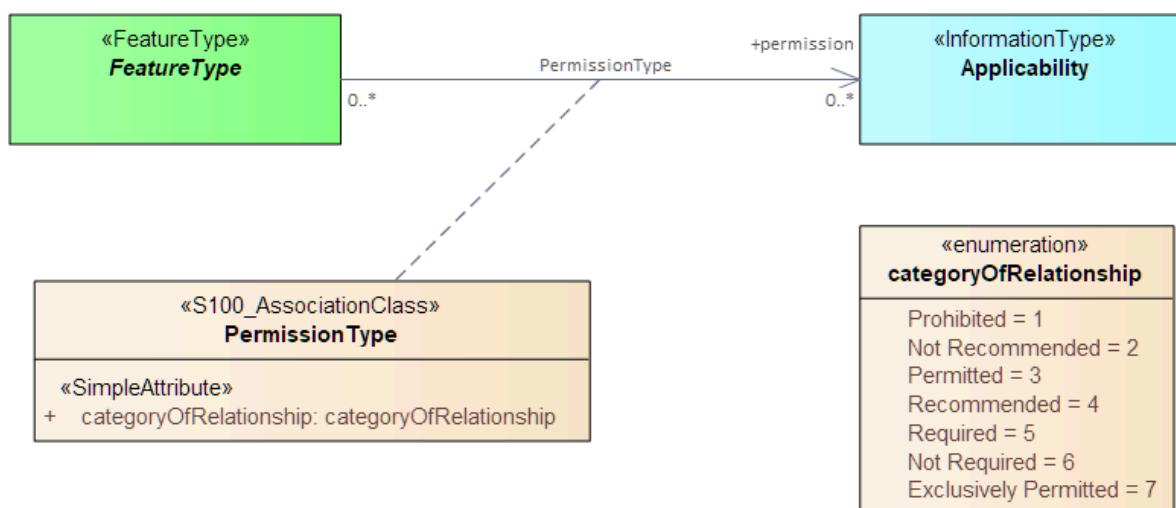 «FeatureType»
FeatureType
+permission
PermissionType
0..*
0..*
«InformationType»
Applicability
«S100_AssociationClass»
PermissionType
«SimpleAttribute»
+ categoryOfRelationship: categoryOfRelationship
«enumeration»
categoryOfRelationship
Prohibited = 1
Not Recommended = 2
Permitted = 3
Recommended = 4
Required = 5
Not Required = 6
Exclusively Permitted = 7